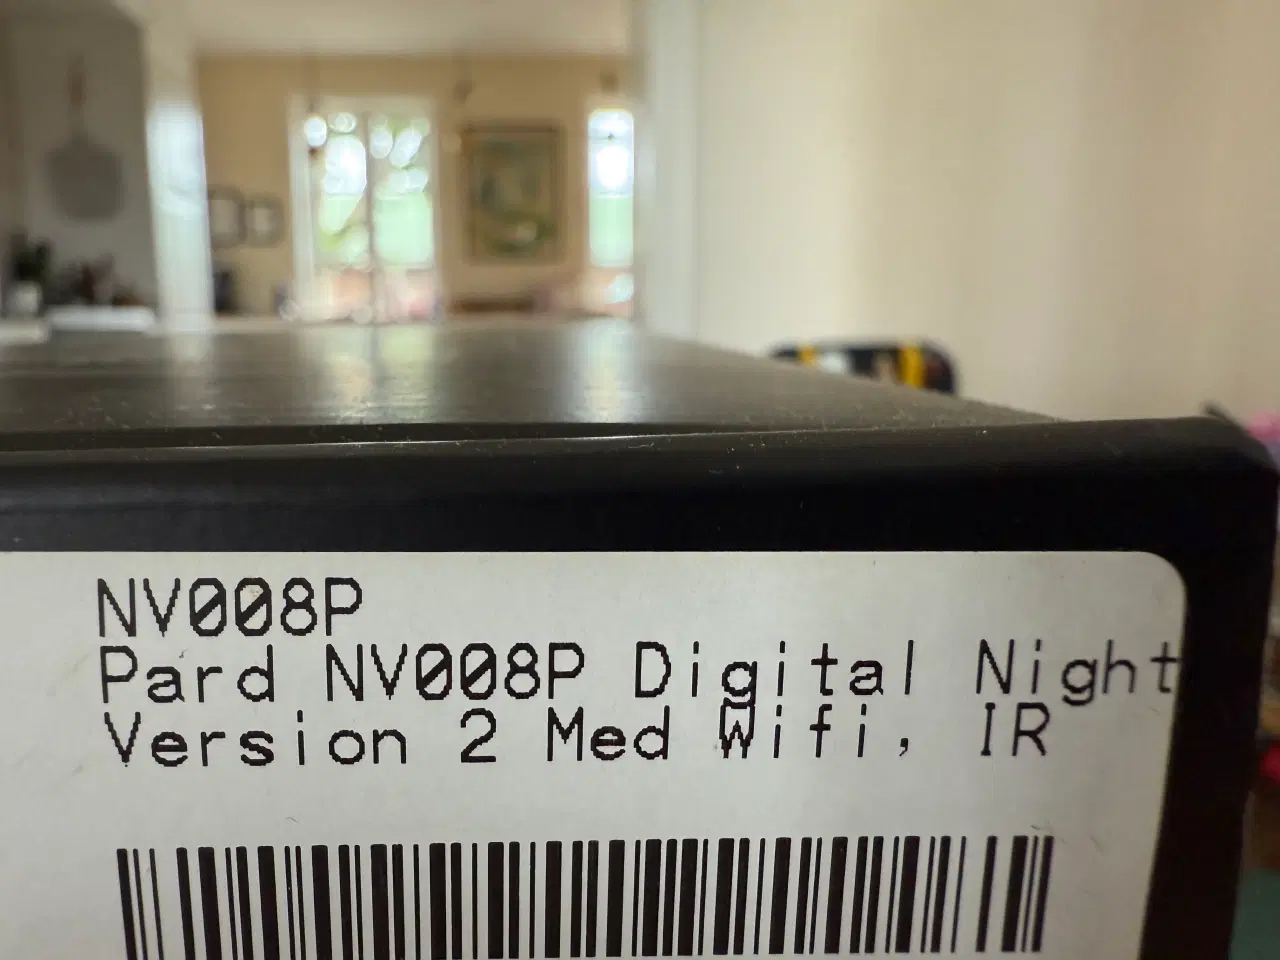 NV008P
Pard NV008P Digital Night
Version 2 Med Wifi, IR